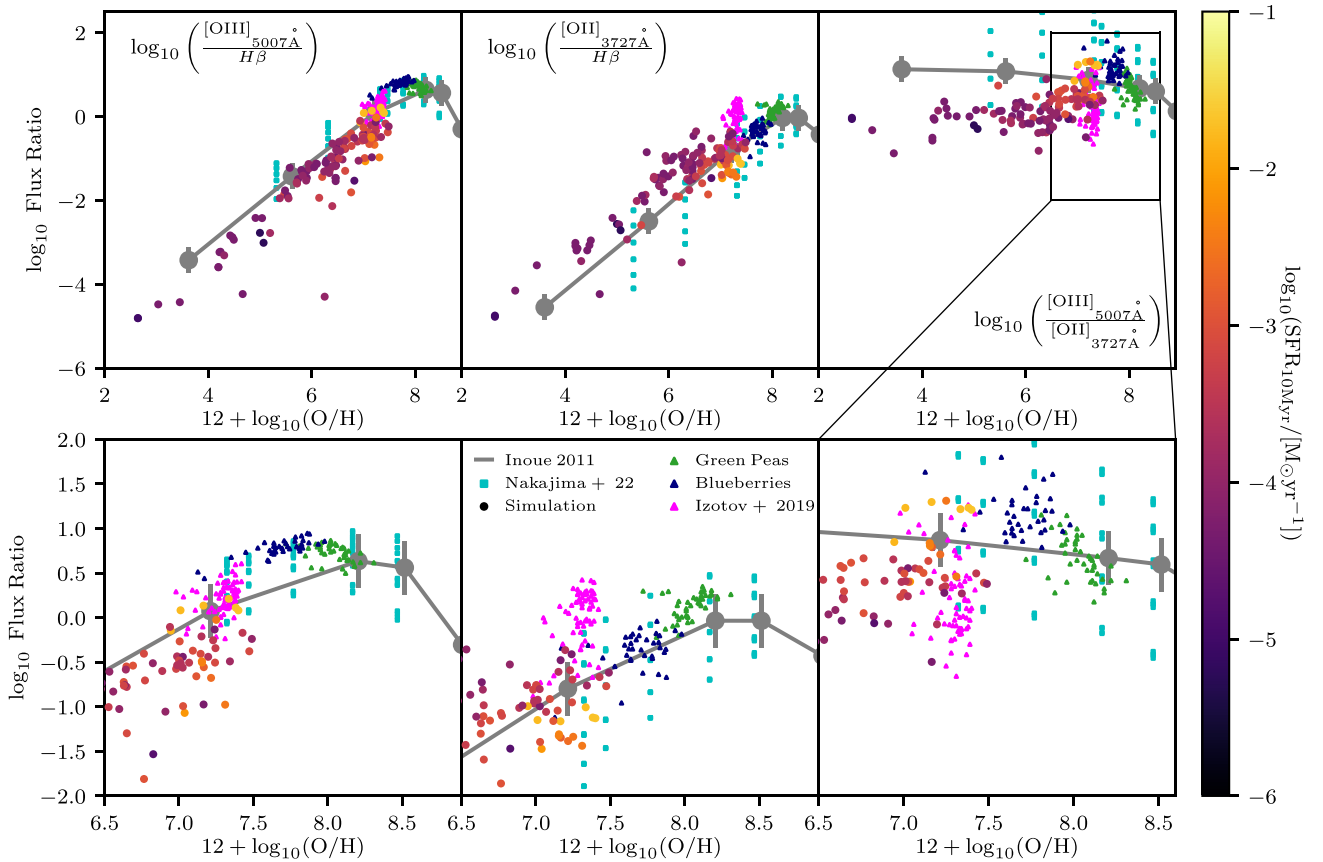 log₁₀ ([OIII]₅₀₀₇Å / Hβ)
log₁₀ ([OII]₃₇₂₇Å / Hβ)
2
0
−2
−4
−6
log₁₀ Flux Ratio
log₁₀ ([OIII]₅₀₀₇Å / [OII]₃₇₂₇Å)
2 4 6 8
2 4 6 8
4 6 8
12 + log₁₀(O/H)
12 + log₁₀(O/H)
12 + log₁₀(O/H)
2.0
1.5
1.0
0.5
0.0
−0.5
−1.0
−1.5
−2.0
log₁₀ Flux Ratio
Inoue 2011
Nakajima + 22
Simulation
Green Peas
Blueberries
Izotov + 2019
6.5 7.0 7.5 8.0 8.5
6.5 7.0 7.5 8.0 8.5
6.5 7.0 7.5 8.0 8.5
12 + log₁₀(O/H)
12 + log₁₀(O/H)
12 + log₁₀(O/H)
−1
−2
−3
−4
−5
−6
log₁₀(SFR₁₀Myr/[M⊙yr⁻¹])